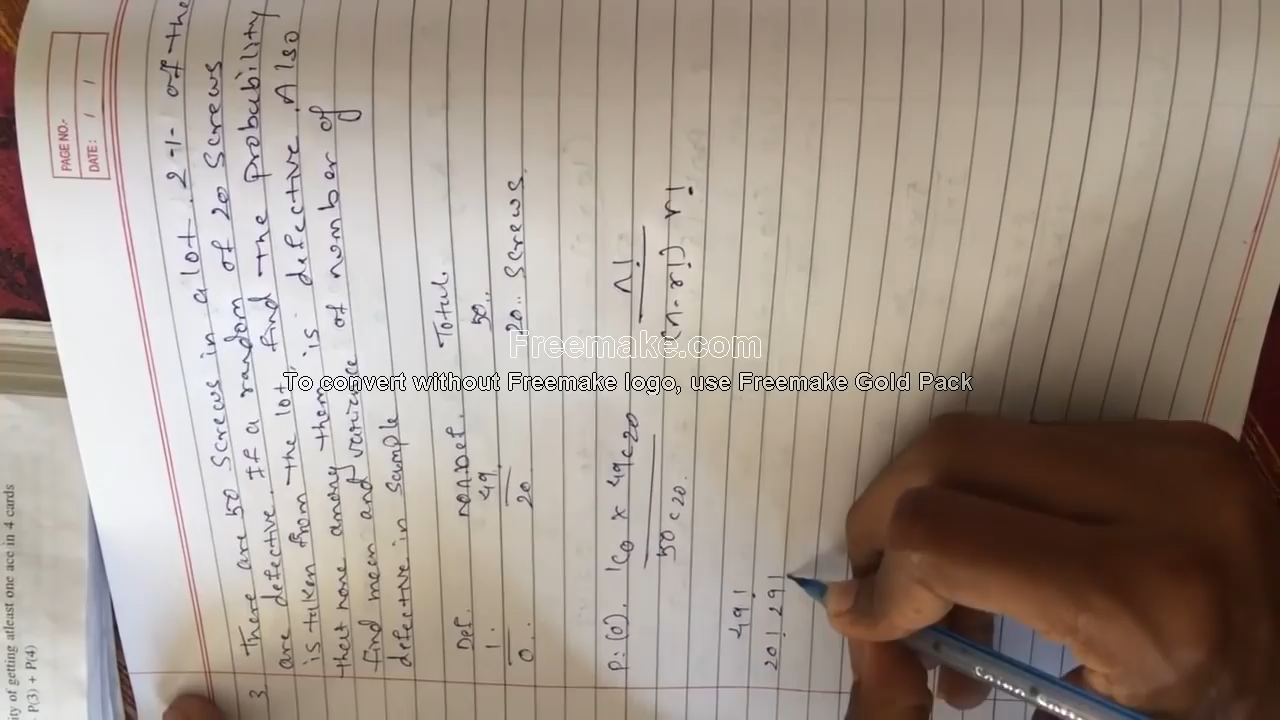 PAGE NO.-
DATE: / /
3. There are 50 screws in a lot. 2 % of the
are defective. If a random of 20 screws
is taken from the lot find the probability
that none among them is defective. Also
find mean and variance of number of
defective in sample
Def. non.Def. Total.
1. 49. 50..
0.. 20 20.. screws.
P:(0). 1c0 x 49c20
50c20.
n!
(n-r!) r!
49!
20! 29!
ity of getting atleast one ace in 4 cards
P(3) + P(4)
Freemake.com
To convert without Freemake logo, use Freemake Gold Pack